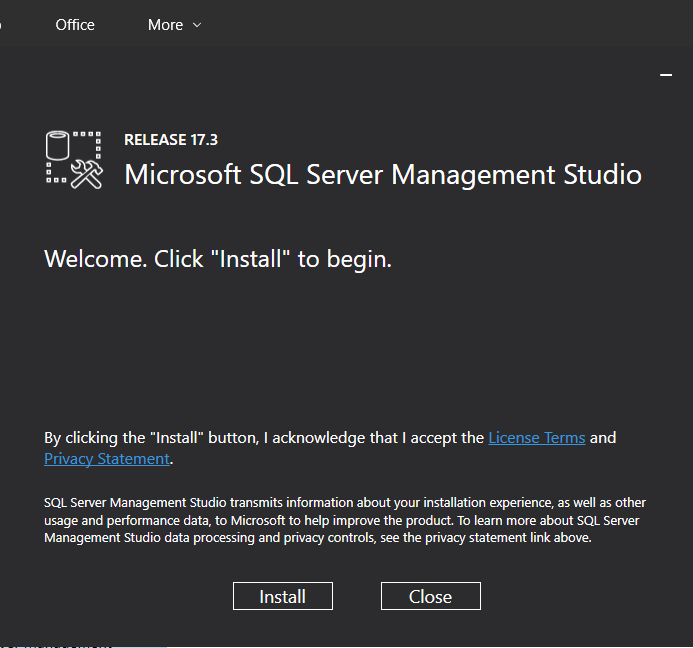 Office More
RELEASE 17.3
Microsoft SQL Server Management Studio
Welcome. Click "Install" to begin.
By clicking the "Install" button, I acknowledge that I accept the License Terms and
Privacy Statement.
SQL Server Management Studio transmits information about your installation experience, as well as other
usage and performance data, to Microsoft to help improve the product. To learn more about SQL Server
Management Studio data processing and privacy controls, see the privacy statement link above.
Install Close